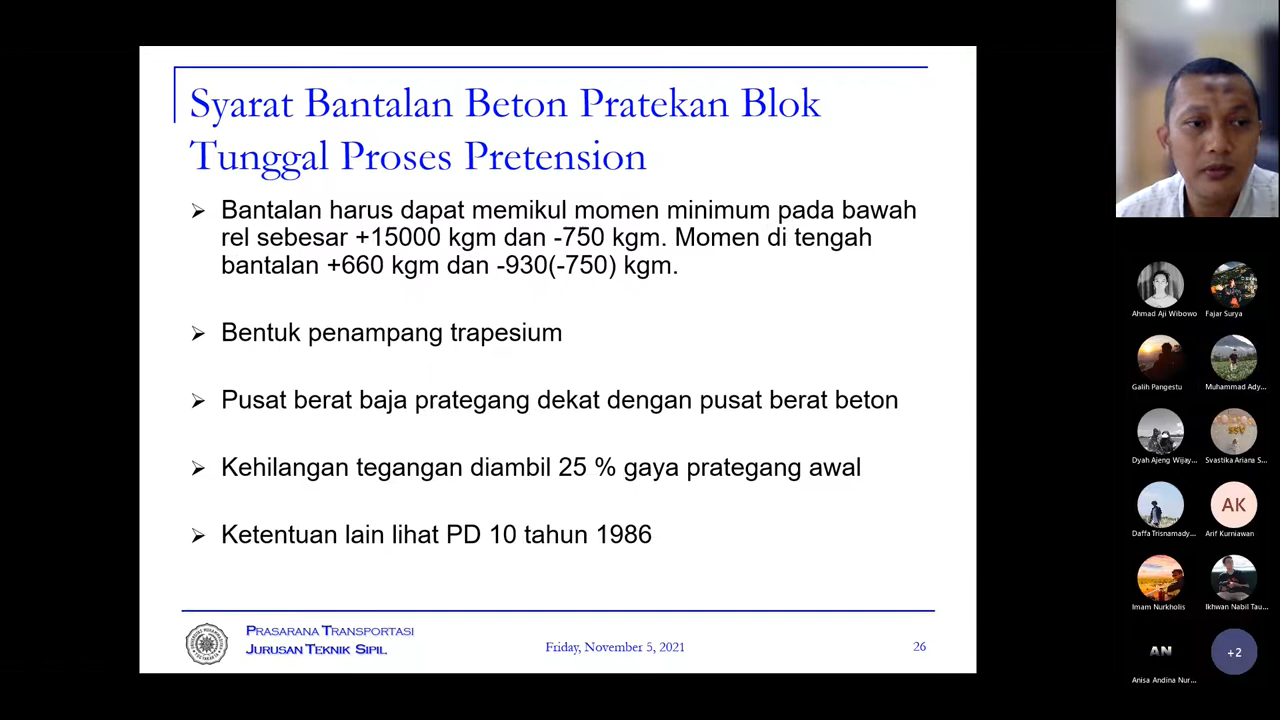 Syarat Bantalan Beton Pratekan Blok
Tunggal Proses Pretension
Bantalan harus dapat memikul momen minimum pada bawah
rel sebesar +15000 kgm dan -750 kgm. Momen di tengah
bantalan +660 kgm dan -930(-750) kgm.
Bentuk penampang trapesium
Pusat berat baja prategang dekat dengan pusat berat beton
Kehilangan tegangan diambil 25 % gaya prategang awal
Ketentuan lain lihat PD 10 tahun 1986
PRASARANA TRANSPORTASI
JURUSAN TEKNIK SIPIL
Friday, November 5, 2021
26
Ahmad Aji Wibowo
Fajar Surya
Galih Pangestu
Muhammad Ady...
Dyah Ajeng Wijay...
Svastika Ariana S...
Daffa Trisnamady...
AK
Arif Kurniawan
Imam Nurkholis
Ikhwan Nabil Tau...
AN
+2
Anisa Andina Nur...